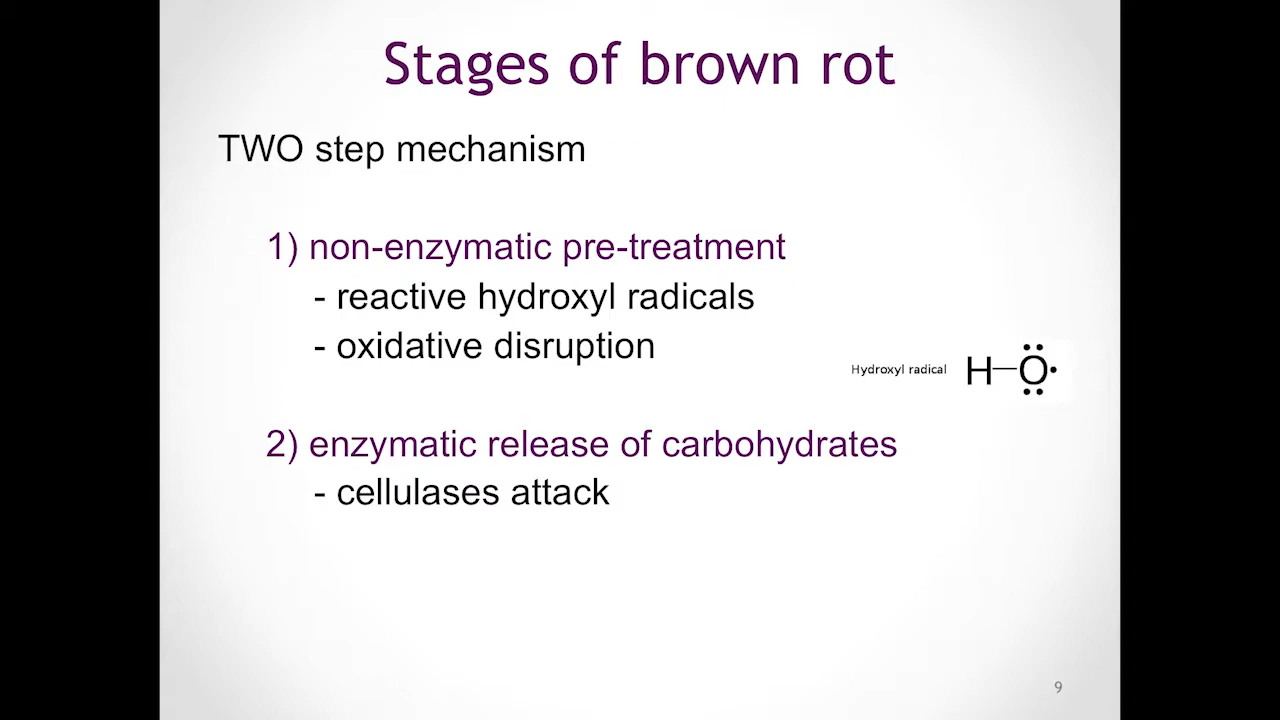 Stages of brown rot
TWO step mechanism
1) non-enzymatic pre-treatment
- reactive hydroxyl radicals
- oxidative disruption
Hydroxyl radical H—O
2) enzymatic release of carbohydrates
- cellulases attack
9